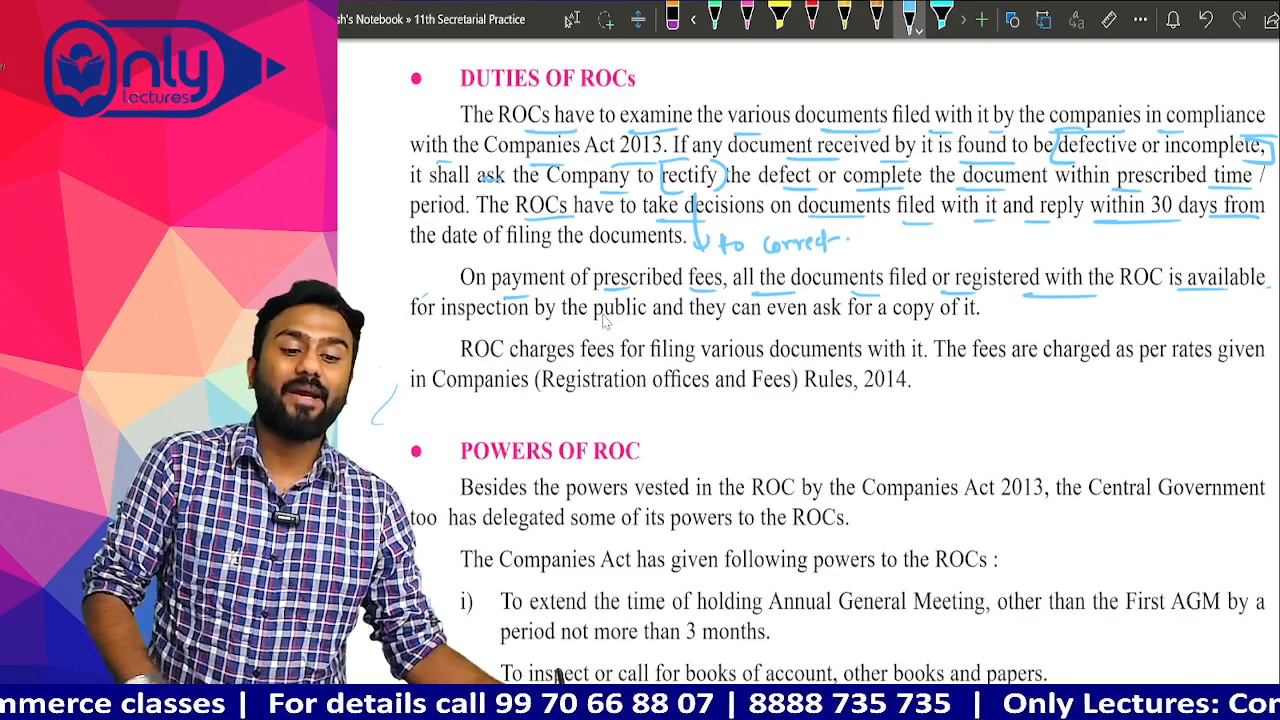 Only
lectures
sh's Notebook » 11th Secretarial Practice
• DUTIES OF ROCs
The ROCs have to examine the various documents filed with it by the companies in compliance
with the Companies Act 2013. If any document received by it is found to be defective or incomplete,
it shall ask the Company to rectify the defect or complete the document within prescribed time /
period. The ROCs have to take decisions on documents filed with it and reply within 30 days from
the date of filing the documents.
to correct.
On payment of prescribed fees, all the documents filed or registered with the ROC is available
for inspection by the public and they can even ask for a copy of it.
ROC charges fees for filing various documents with it. The fees are charged as per rates given
in Companies (Registration offices and Fees) Rules, 2014.
• POWERS OF ROC
Besides the powers vested in the ROC by the Companies Act 2013, the Central Government
too has delegated some of its powers to the ROCs.
The Companies Act has given following powers to the ROCs :
i) To extend the time of holding Annual General Meeting, other than the First AGM by a
period not more than 3 months.
To inspect or call for books of account, other books and papers.
mmerce classes | For details call 99 70 66 88 07 | 8888 735 735 | Only Lectures: Con